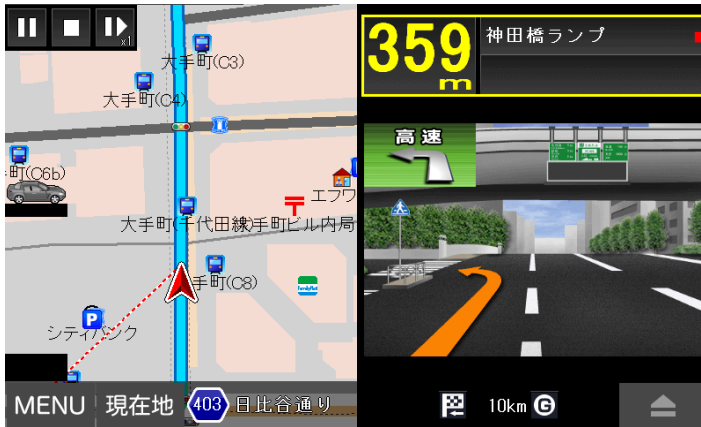 x1
大手町(C3)
大手町(C4)
町(C6b)
エフワ
大手町(千代田線)手町ビル内局
手町(C8)
FamilyMart
P
シティバンク
MENU
現在地
403
日比谷通り
359
m
神田橋ランプ
高速
10km
G